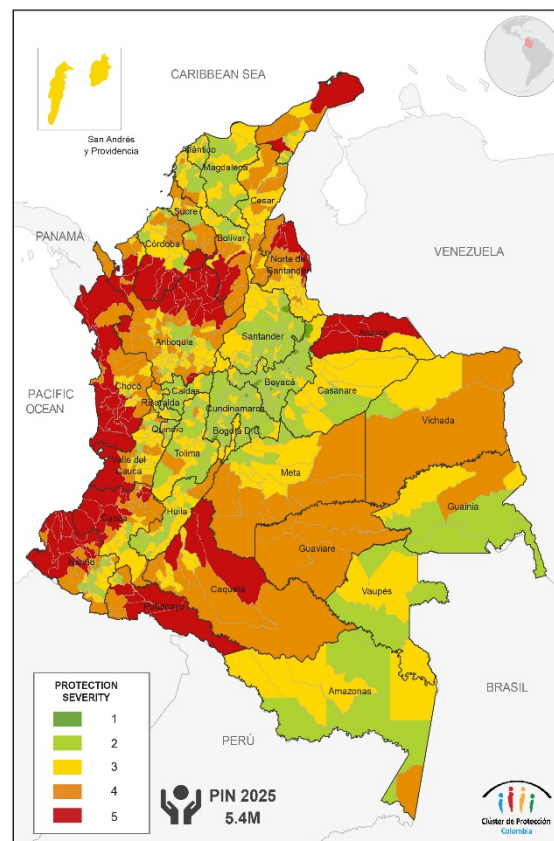 CARIBBEAN SEA
San Andrés
y Providencia
Atlántico
Magdalena
Cesar
Sucre
PANAMÁ
Córdoba
Bolívar
Norte de
Santander
VENEZUELA
Antioquia
Santander
Arauca
Boyacá
PACIFIC
OCEAN
Chocó
Caldas
Risaralda
Cundinamarca
Casanare
Vichada
Quindío
Bogotá D.C.
Tolima
Valle del
Cauca
Meta
Guainía
Cauca
Huila
Guaviare
Nariño
Caquetá
Vaupés
Putumayo
Amazonas
BRASIL
PERÚ
PROTECTION
SEVERITY
1
2
3
4
5
PIN 2025
5.4M
Clúster de Protección
Colombia